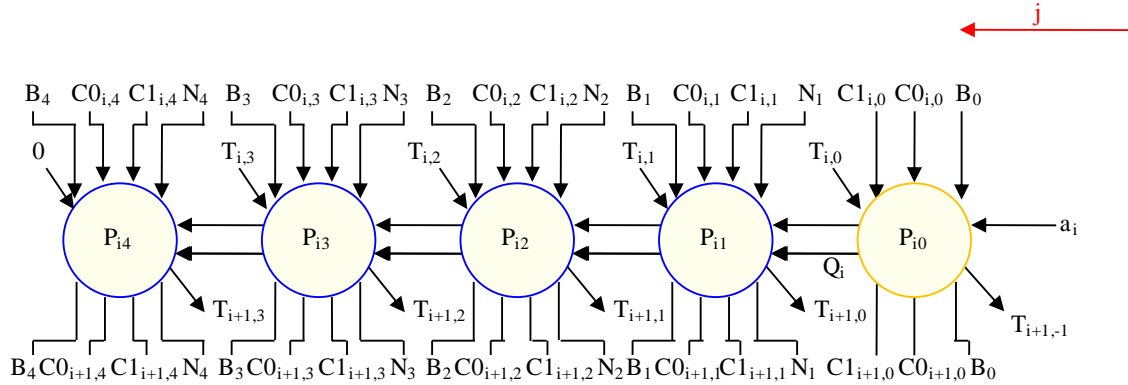 j
B4 C0i,4 C1i,4 N4 B3 C0i,3 C1i,3 N3 B2 C0i,2 C1i,2 N2 B1 C0i,1 C1i,1 N1 C1i,0 C0i,0 B0
0 Ti,3 Ti,2 Ti,1 Ti,0
Pi4 Pi3 Pi2 Pi1 Pi0 ai
Qi
Ti+1,3 Ti+1,2 Ti+1,1 Ti+1,0 Ti+1,-1
B4 C0i+1,4 C1i+1,4 N4 B3 C0i+1,3 C1i+1,3 N3 B2 C0i+1,2 C1i+1,2 N2 B1 C0i+1,1 C1i+1,1 N1 C1i+1,0 C0i+1,0 B0